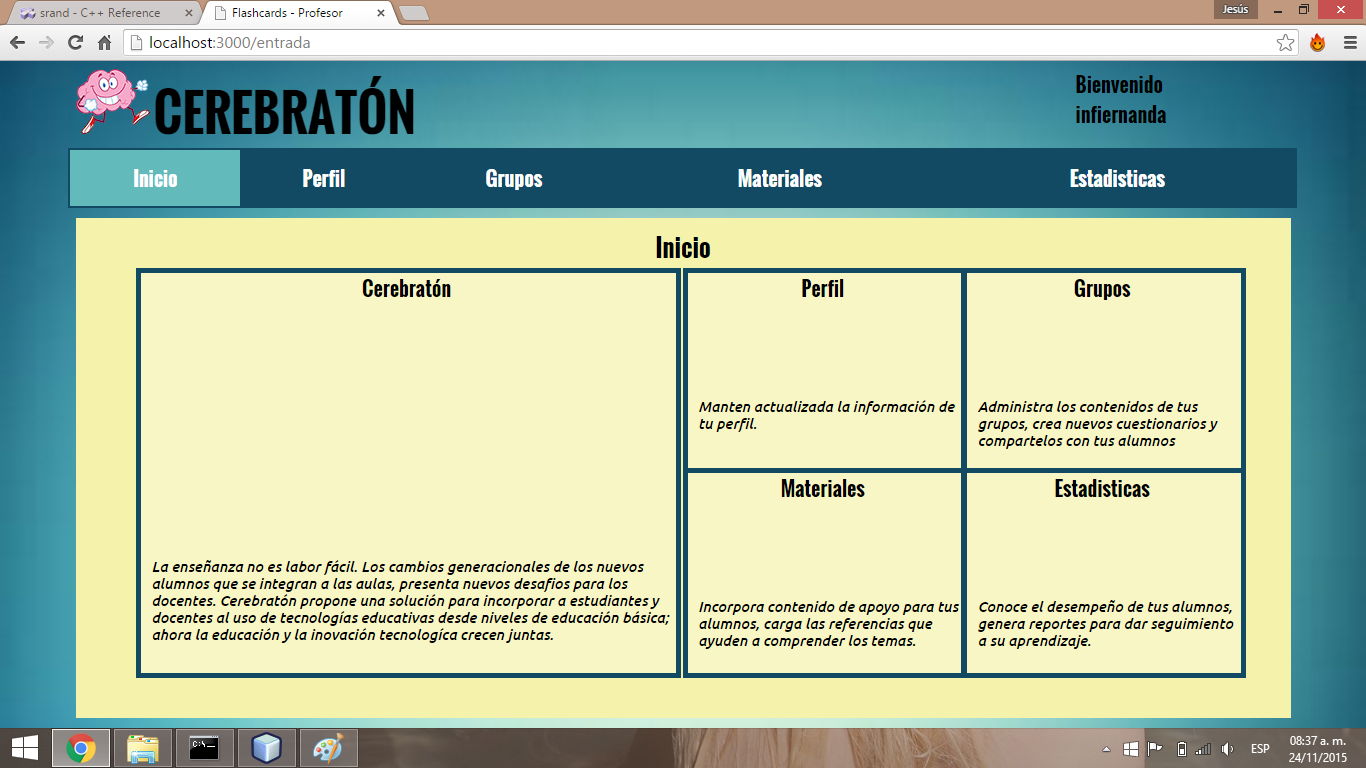 srand - C++ Reference
Flashcards - Profesor
Jesús
localhost:3000/entrada
CEREBRATÓN
Bienvenido
infiernanda
Inicio Perfil Grupos Materiales Estadisticas
Inicio
Cerebratón
La enseñanza no es labor fácil. Los cambios generacionales de los nuevos
alumnos que se integran a las aulas, presenta nuevos desafios para los
docentes. Cerebratón propone una solución para incorporar a estudiantes y
docentes al uso de tecnologías educativas desde niveles de educación básica;
ahora la educación y la inovación tecnologíca crecen juntas.
Perfil
Manten actualizada la información de
tu perfil.
Grupos
Administra los contenidos de tus
grupos, crea nuevos cuestionarios y
compartelos con tus alumnos
Materiales
Incorpora contenido de apoyo para tus
alumnos, carga las referencias que
ayuden a comprender los temas.
Estadisticas
Conoce el desempeño de tus alumnos,
genera reportes para dar seguimiento
a su aprendizaje.
C:\_
ESP
08:37 a. m.
24/11/2015